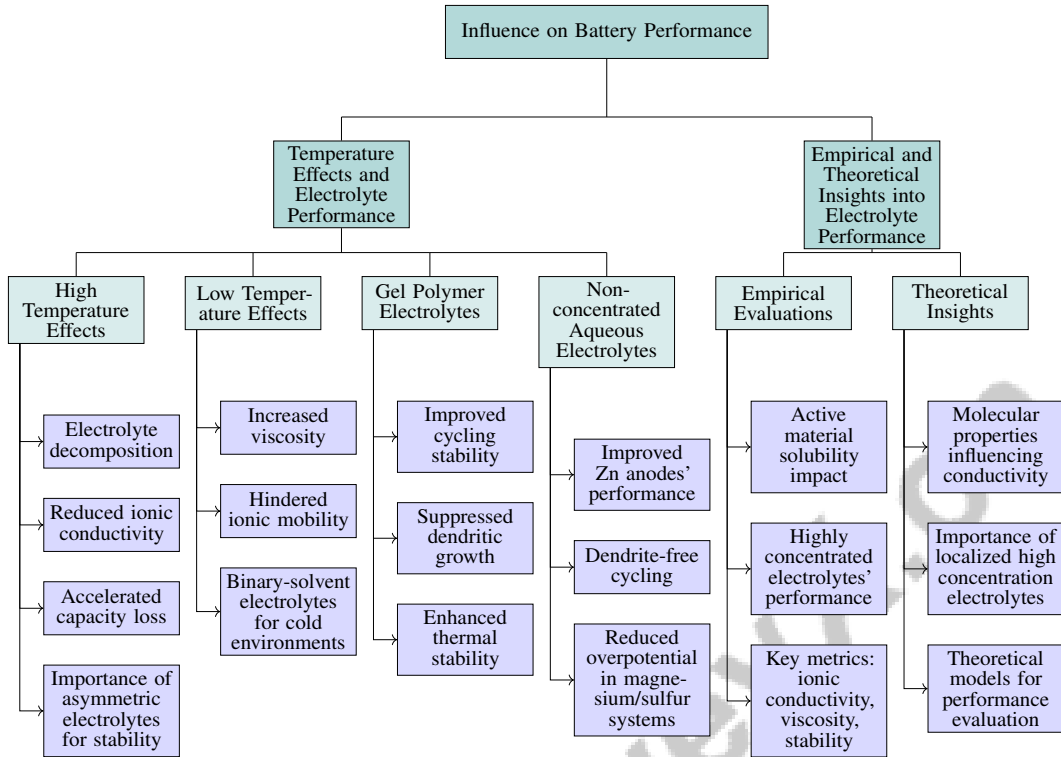 Influence on Battery Performance
Temperature
Effects and
Electrolyte
Performance
Empirical and
Theoretical
Insights into
Electrolyte
Performance
High
Temperature
Effects
Low Temper-
ature Effects
Gel Polymer
Electrolytes
Non-
concentrated
Aqueous
Electrolytes
Empirical
Evaluations
Theoretical
Insights
Electrolyte
decomposition
Reduced ionic
conductivity
Accelerated
capacity loss
Importance of
asymmetric
electrolytes
for stability
Increased
viscosity
Hindered
ionic mobility
Binary-solvent
electrolytes
for cold
environments
Improved
cycling
stability
Suppressed
dendritic
growth
Enhanced
thermal
stability
Improved
Zn anodes'
performance
Dendrite-free
cycling
Reduced
overpotential
in magne-
sium/sulfur
systems
Active
material
solubility
impact
Highly
concentrated
electrolytes'
performance
Key metrics:
ionic
conductivity,
viscosity,
stability
Molecular
properties
influencing
conductivity
Importance of
localized high
concentration
electrolytes
Theoretical
models for
performance
evaluation